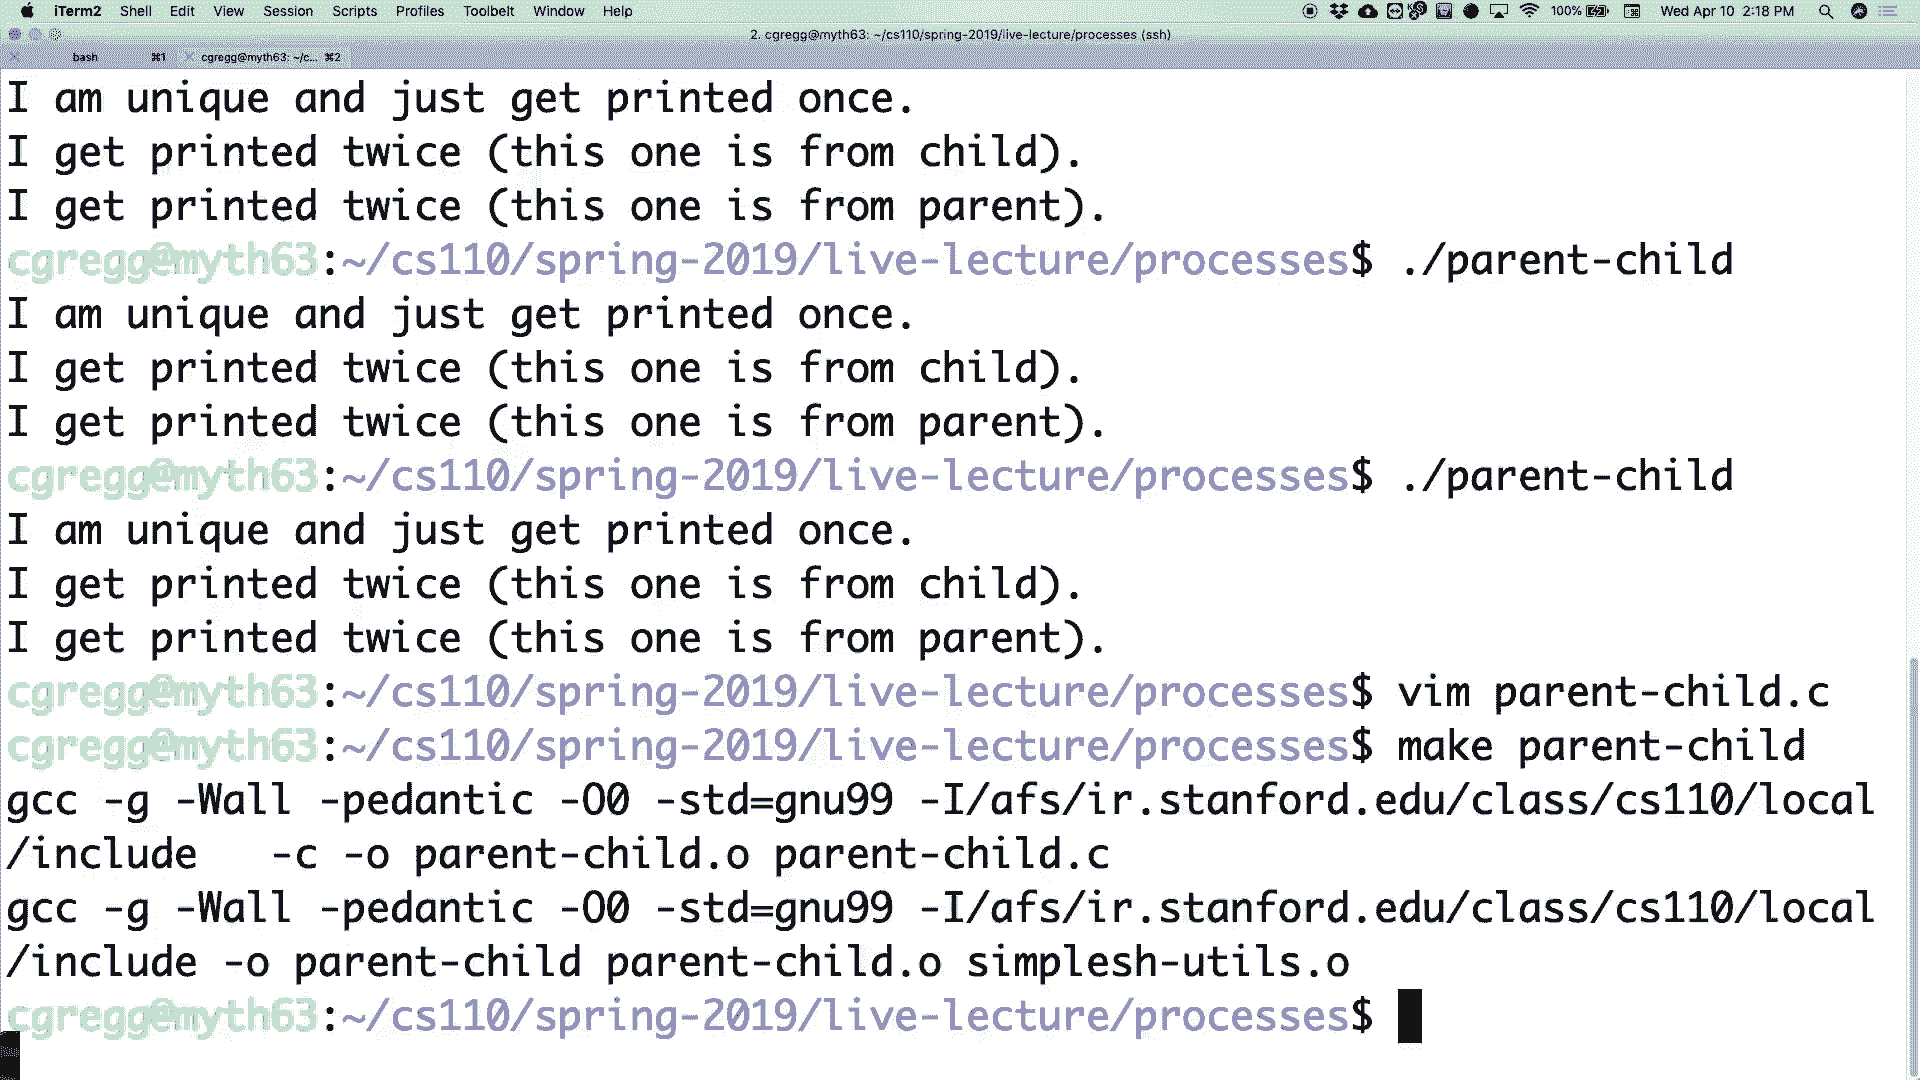 iTerm2 Shell Edit View Session Scripts Profiles Toolbelt Window Help 100% Wed Apr 10 2:18 PM
2. cgregg@myth63: ~/cs110/spring-2019/live-lecture/processes (ssh)
bash ⌘1 cgregg@myth63: ~/c... ⌘2
I am unique and just get printed once.
I get printed twice (this one is from child).
I get printed twice (this one is from parent).
cgregg@myth63:~/cs110/spring-2019/live-lecture/processes$ ./parent-child
I am unique and just get printed once.
I get printed twice (this one is from child).
I get printed twice (this one is from parent).
cgregg@myth63:~/cs110/spring-2019/live-lecture/processes$ ./parent-child
I am unique and just get printed once.
I get printed twice (this one is from child).
I get printed twice (this one is from parent).
cgregg@myth63:~/cs110/spring-2019/live-lecture/processes$ vim parent-child.c
cgregg@myth63:~/cs110/spring-2019/live-lecture/processes$ make parent-child
gcc -g -Wall -pedantic -O0 -std=gnu99 -I/afs/ir.stanford.edu/class/cs110/local
/include   -c -o parent-child.o parent-child.c
gcc -g -Wall -pedantic -O0 -std=gnu99 -I/afs/ir.stanford.edu/class/cs110/local
/include -o parent-child parent-child.o simplesh-utils.o
cgregg@myth63:~/cs110/spring-2019/live-lecture/processes$